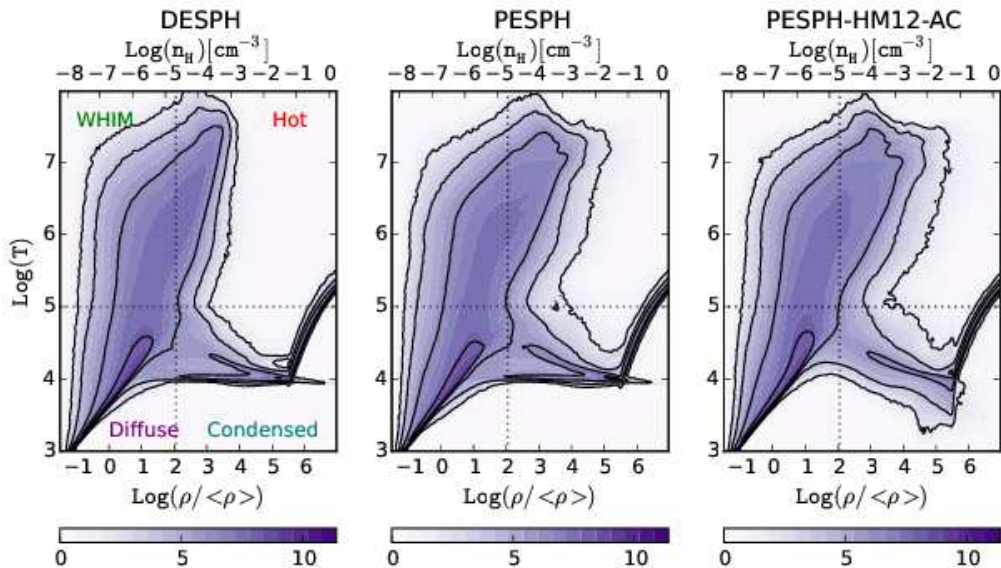 DESPH PESPH PESPH-HM12-AC
Log(n_H)[cm^-3] Log(n_H)[cm^-3] Log(n_H)[cm^-3]
-8 -7 -6 -5 -4 -3 -2 -1 0 -8 -7 -6 -5 -4 -3 -2 -1 0 -8 -7 -6 -5 -4 -3 -2 -1 0
WHIM Hot
7 7 7
6 6 6
Log(T)
5 5 5
4 4 4
Diffuse Condensed
3 3 3
-1 0 1 2 3 4 5 6 -1 0 1 2 3 4 5 6 -1 0 1 2 3 4 5 6
Log(ρ/<ρ>) Log(ρ/<ρ>) Log(ρ/<ρ>)
0 5 10 0 5 10 0 5 10